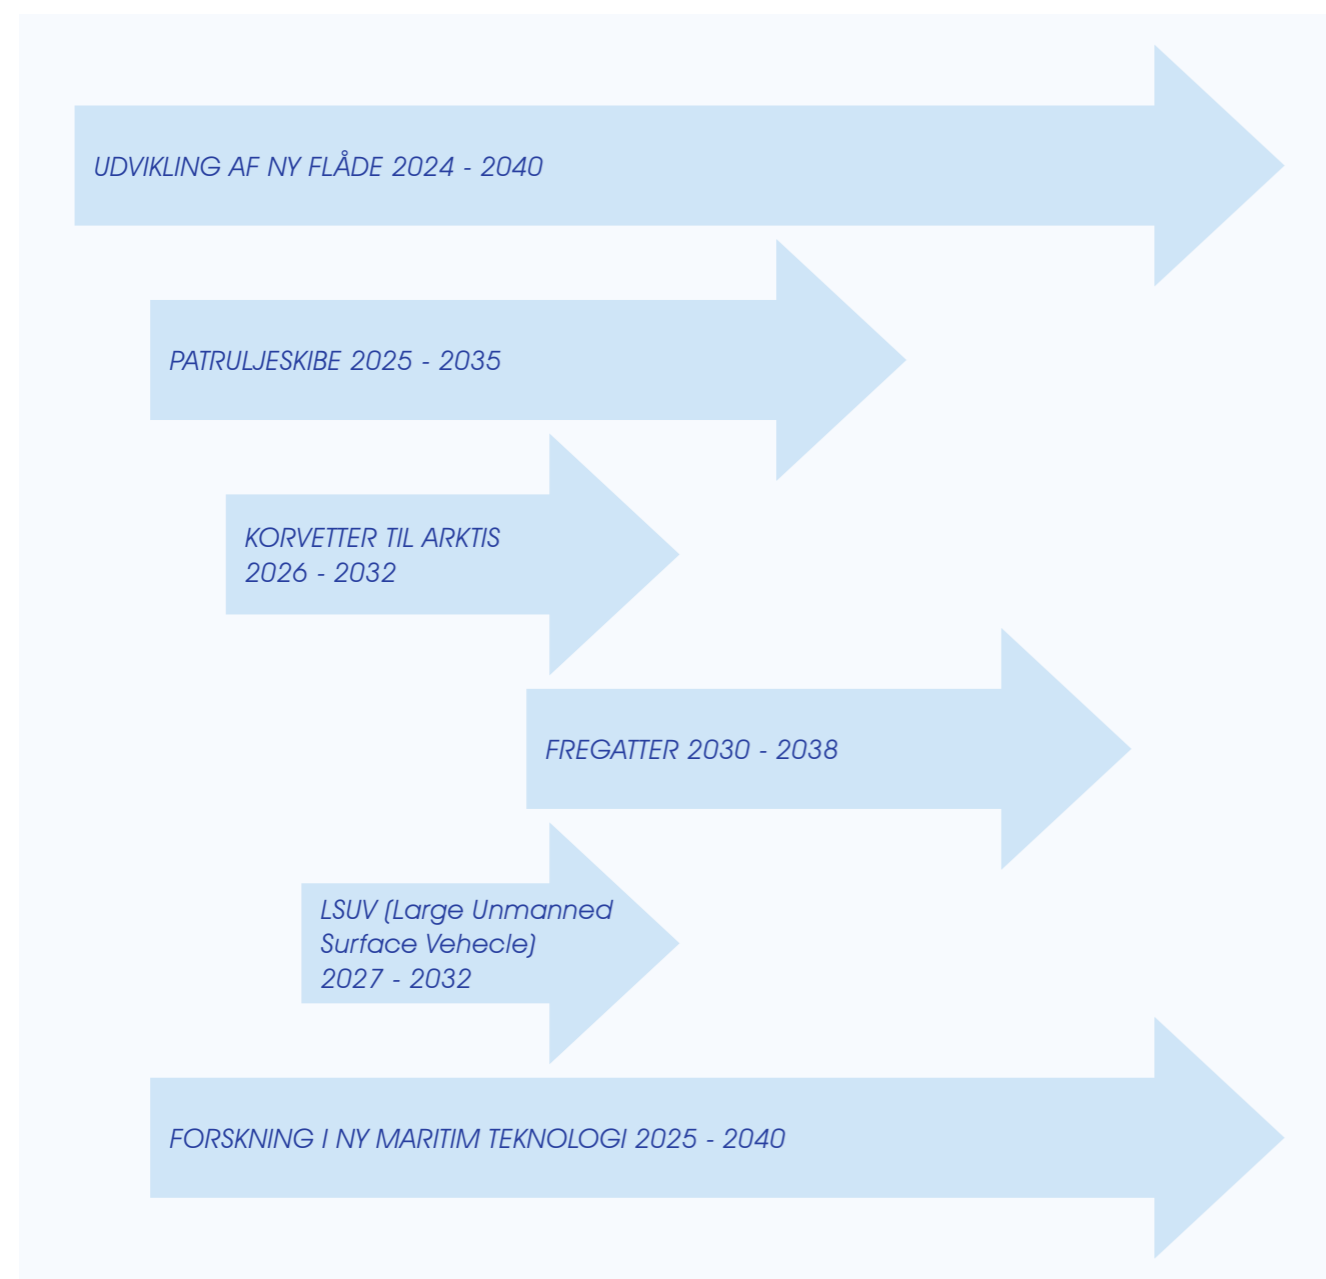 UDVIKLING AF NY FLÅDE 2024 - 2040
PATRULJESKIBE 2025 - 2035
KORVETTER TIL ARKTIS
2026 - 2032
FREGATTER 2030 - 2038
LSUV (Large Unmanned
Surface Vehecle)
2027 - 2032
FORSKNING I NY MARITIM TEKNOLOGI 2025 - 2040